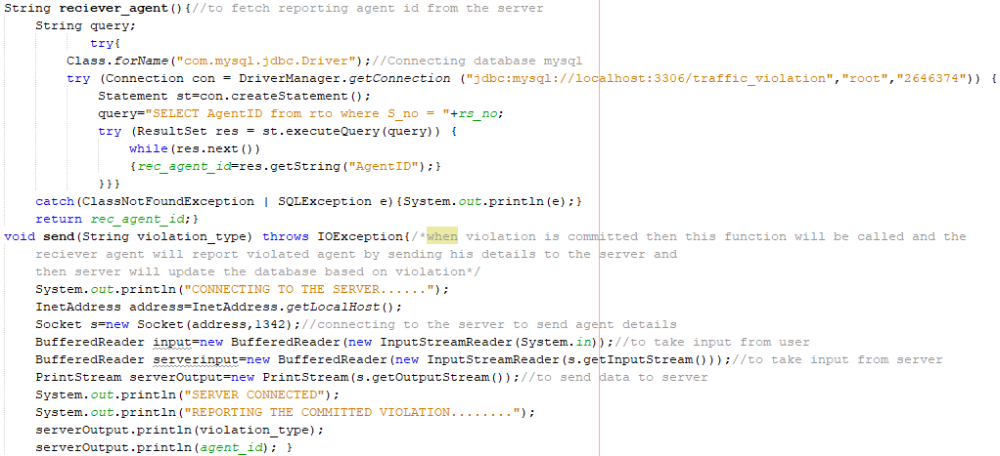 String reciever_agent(){//to fetch reporting agent id from the server
String query;
try{
Class.forName("com.mysql.jdbc.Driver");//Connecting database mysql
try (Connection con = DriverManager.getConnection ("jdbc:mysql://localhost:3306/traffic_violation","root","2646374")) {
Statement st=con.createStatement();
query="SELECT AgentID from rto where S_no = "+rs_no;
try (ResultSet res = st.executeQuery(query)) {
while(res.next())
{rec_agent_id=res.getString("AgentID");}
}}}
catch(ClassNotFoundException | SQLException e){System.out.println(e);}
return rec_agent_id;}
void send(String violation_type) throws IOException{/*when violation is committed then this function will be called and the
reciever agent will report violated agent by sending his details to the server and
then server will update the database based on violation*/
System.out.println("CONNECTING TO THE SERVER......");
InetAddress address=InetAddress.getLocalHost();
Socket s=new Socket(address,1342);//connecting to the server to send agent details
BufferedReader input=new BufferedReader(new InputStreamReader(System.in));//to take input from user
BufferedReader serverinput=new BufferedReader(new InputStreamReader(s.getInputStream()));//to take input from server
PrintStream serverOutput=new PrintStream(s.getOutputStream());//to send data to server
System.out.println("SERVER CONNECTED");
System.out.println("REPORTING THE COMMITTED VIOLATION........");
serverOutput.println(violation_type);
serverOutput.println(agent_id); }